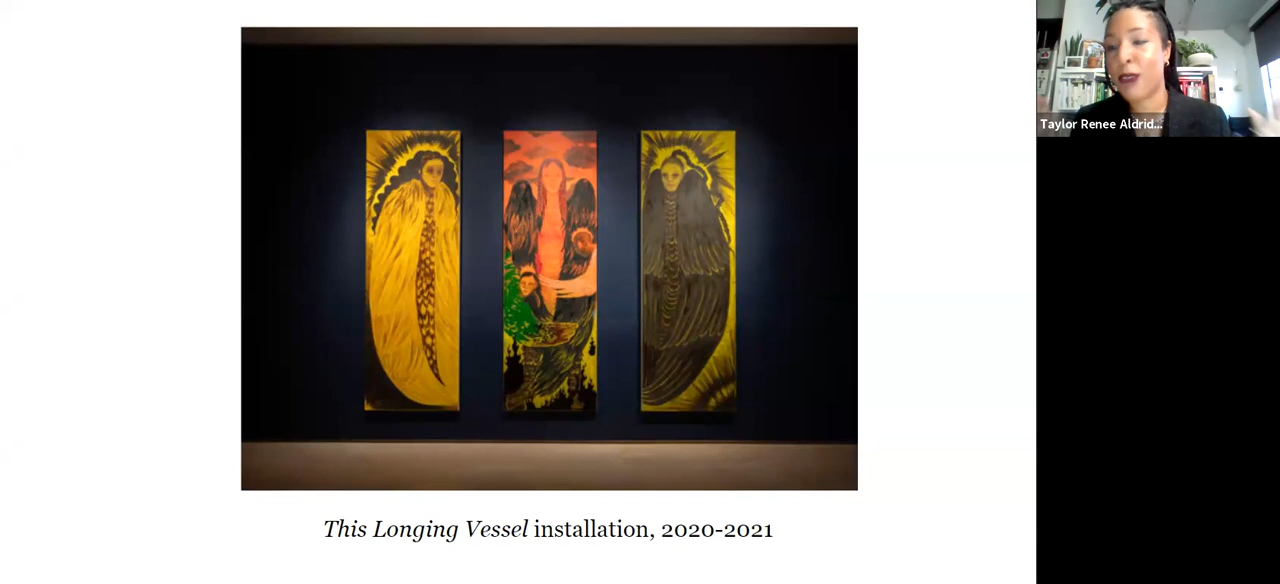 Taylor Renee Aldrid...
This Longing Vessel installation, 2020-2021